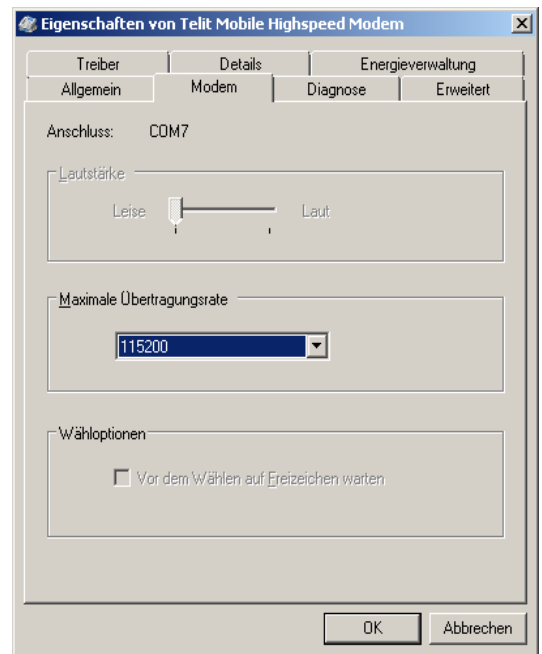 Eigenschaften von Telit Mobile Highspeed Modem
Treiber Details Energieverwaltung
Allgemein Modem Diagnose Erweitert
Anschluss: COM7
Lautstärke
Leise Laut
Maximale Übertragungsrate
115200
Wähloptionen
Vor dem Wählen auf Freizeichen warten
OK Abbrechen